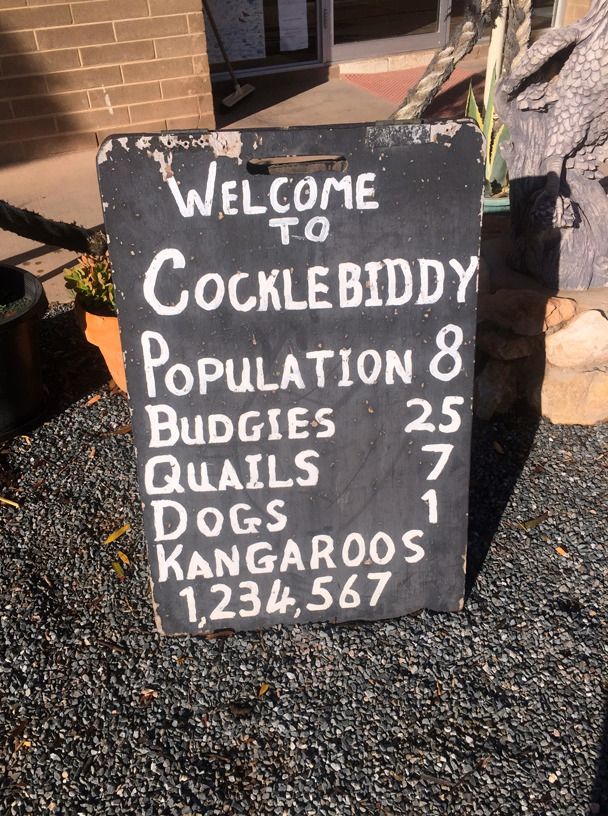 WELCOME
TO
COCKLEBIDDY
POPULATION 8
BUDGIES 25
QUAILS 7
DOGS 1
KANGAROOS
1,234,567